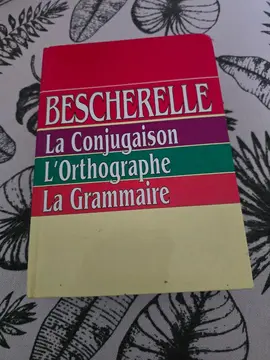 BESCHERELLE
La Conjugaison
L'Orthographe
La Grammaire